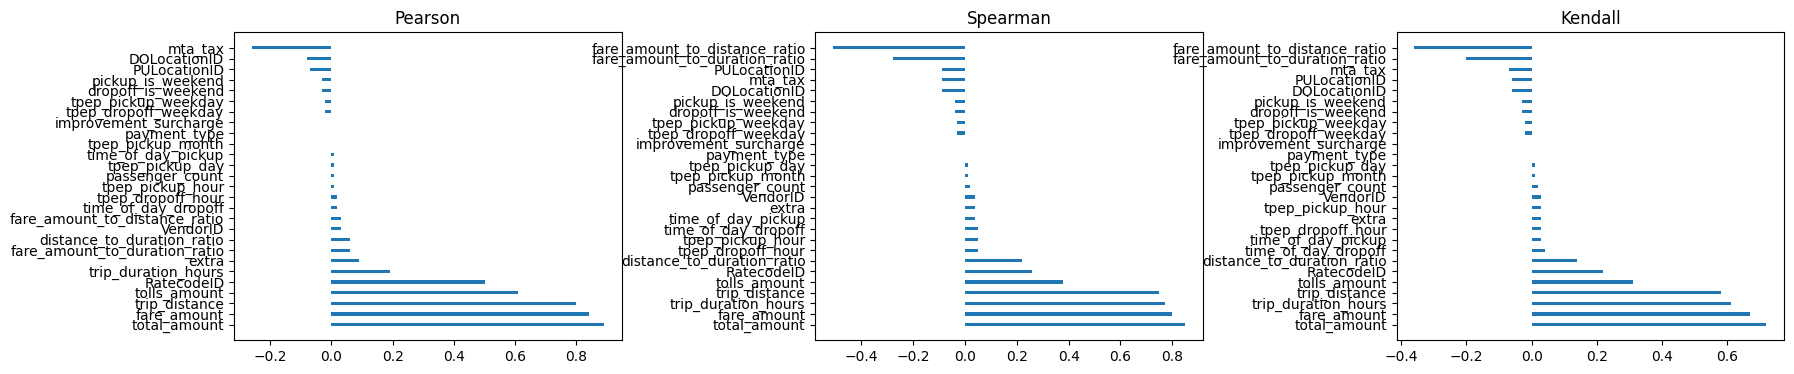 Pearson
mta_tax
DOLocationID
PULocationID
pickup_is_weekend
dropoff_is_weekend
tpep_pickup_weekday
tpep_dropoff_weekday
improvement_surcharge
payment_type
tpep_pickup_month
time_of_day_pickup
tpep_pickup_day
passenger_count
tpep_pickup_hour
tpep_dropoff_hour
time_of_day_dropoff
fare_amount_to_distance_ratio
VendorID
distance_to_duration_ratio
fare_amount_to_duration_ratio
extra
trip_duration_hours
RatecodeID
tolls_amount
trip_distance
fare_amount
total_amount
−0.2 0.0 0.2 0.4 0.6 0.8
Spearman
fare_amount_to_distance_ratio
fare_amount_to_duration_ratio
PULocationID
mta_tax
DOLocationID
pickup_is_weekend
dropoff_is_weekend
tpep_pickup_weekday
tpep_dropoff_weekday
improvement_surcharge
payment_type
tpep_pickup_day
tpep_pickup_month
passenger_count
VendorID
extra
time_of_day_pickup
time_of_day_dropoff
tpep_pickup_hour
tpep_dropoff_hour
distance_to_duration_ratio
RatecodeID
tolls_amount
trip_distance
trip_duration_hours
fare_amount
total_amount
−0.4 −0.2 0.0 0.2 0.4 0.6 0.8
Kendall
fare_amount_to_distance_ratio
fare_amount_to_duration_ratio
mta_tax
PULocationID
DOLocationID
pickup_is_weekend
dropoff_is_weekend
tpep_pickup_weekday
tpep_dropoff_weekday
improvement_surcharge
payment_type
tpep_pickup_day
tpep_pickup_month
passenger_count
VendorID
tpep_pickup_hour
extra
tpep_dropoff_hour
time_of_day_pickup
time_of_day_dropoff
distance_to_duration_ratio
RatecodeID
tolls_amount
trip_distance
trip_duration_hours
fare_amount
total_amount
−0.4 −0.2 0.0 0.2 0.4 0.6